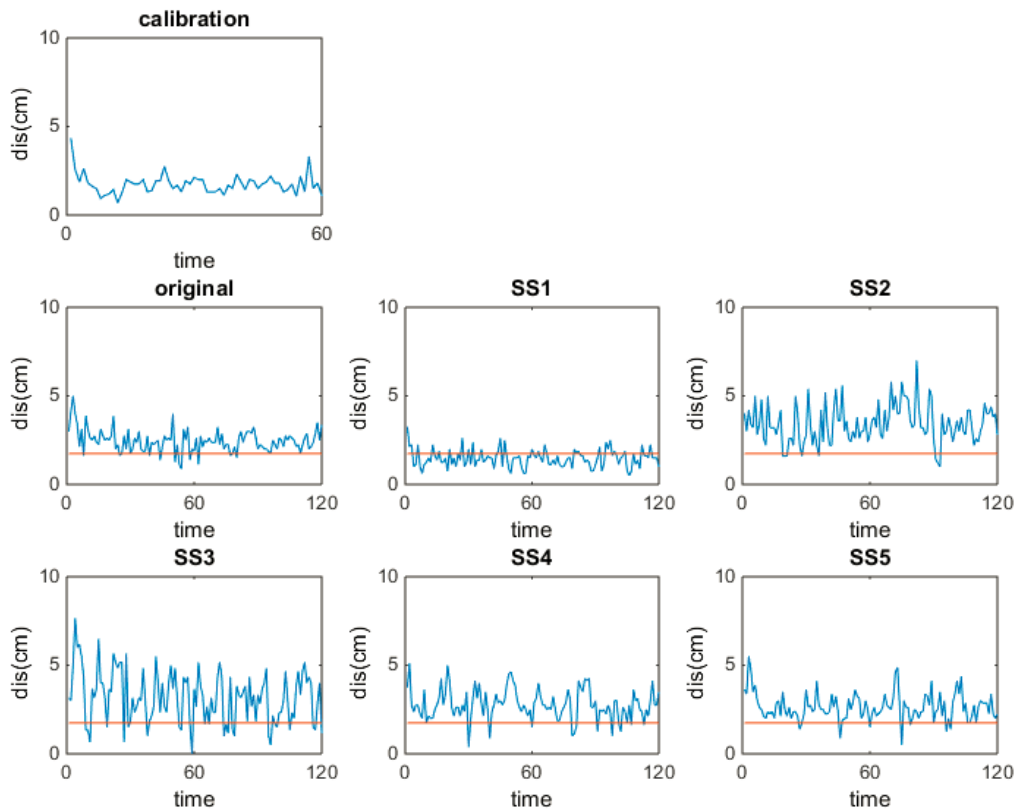 calibration
10
5
0
dis(cm)
0 60
time
original SS1 SS2
10 10 10
5 5 5
0 0 0
dis(cm) dis(cm) dis(cm)
0 60 120 0 60 120 0 60 120
time time time
SS3 SS4 SS5
10 10 10
5 5 5
0 0 0
dis(cm) dis(cm) dis(cm)
0 60 120 0 60 120 0 60 120
time time time